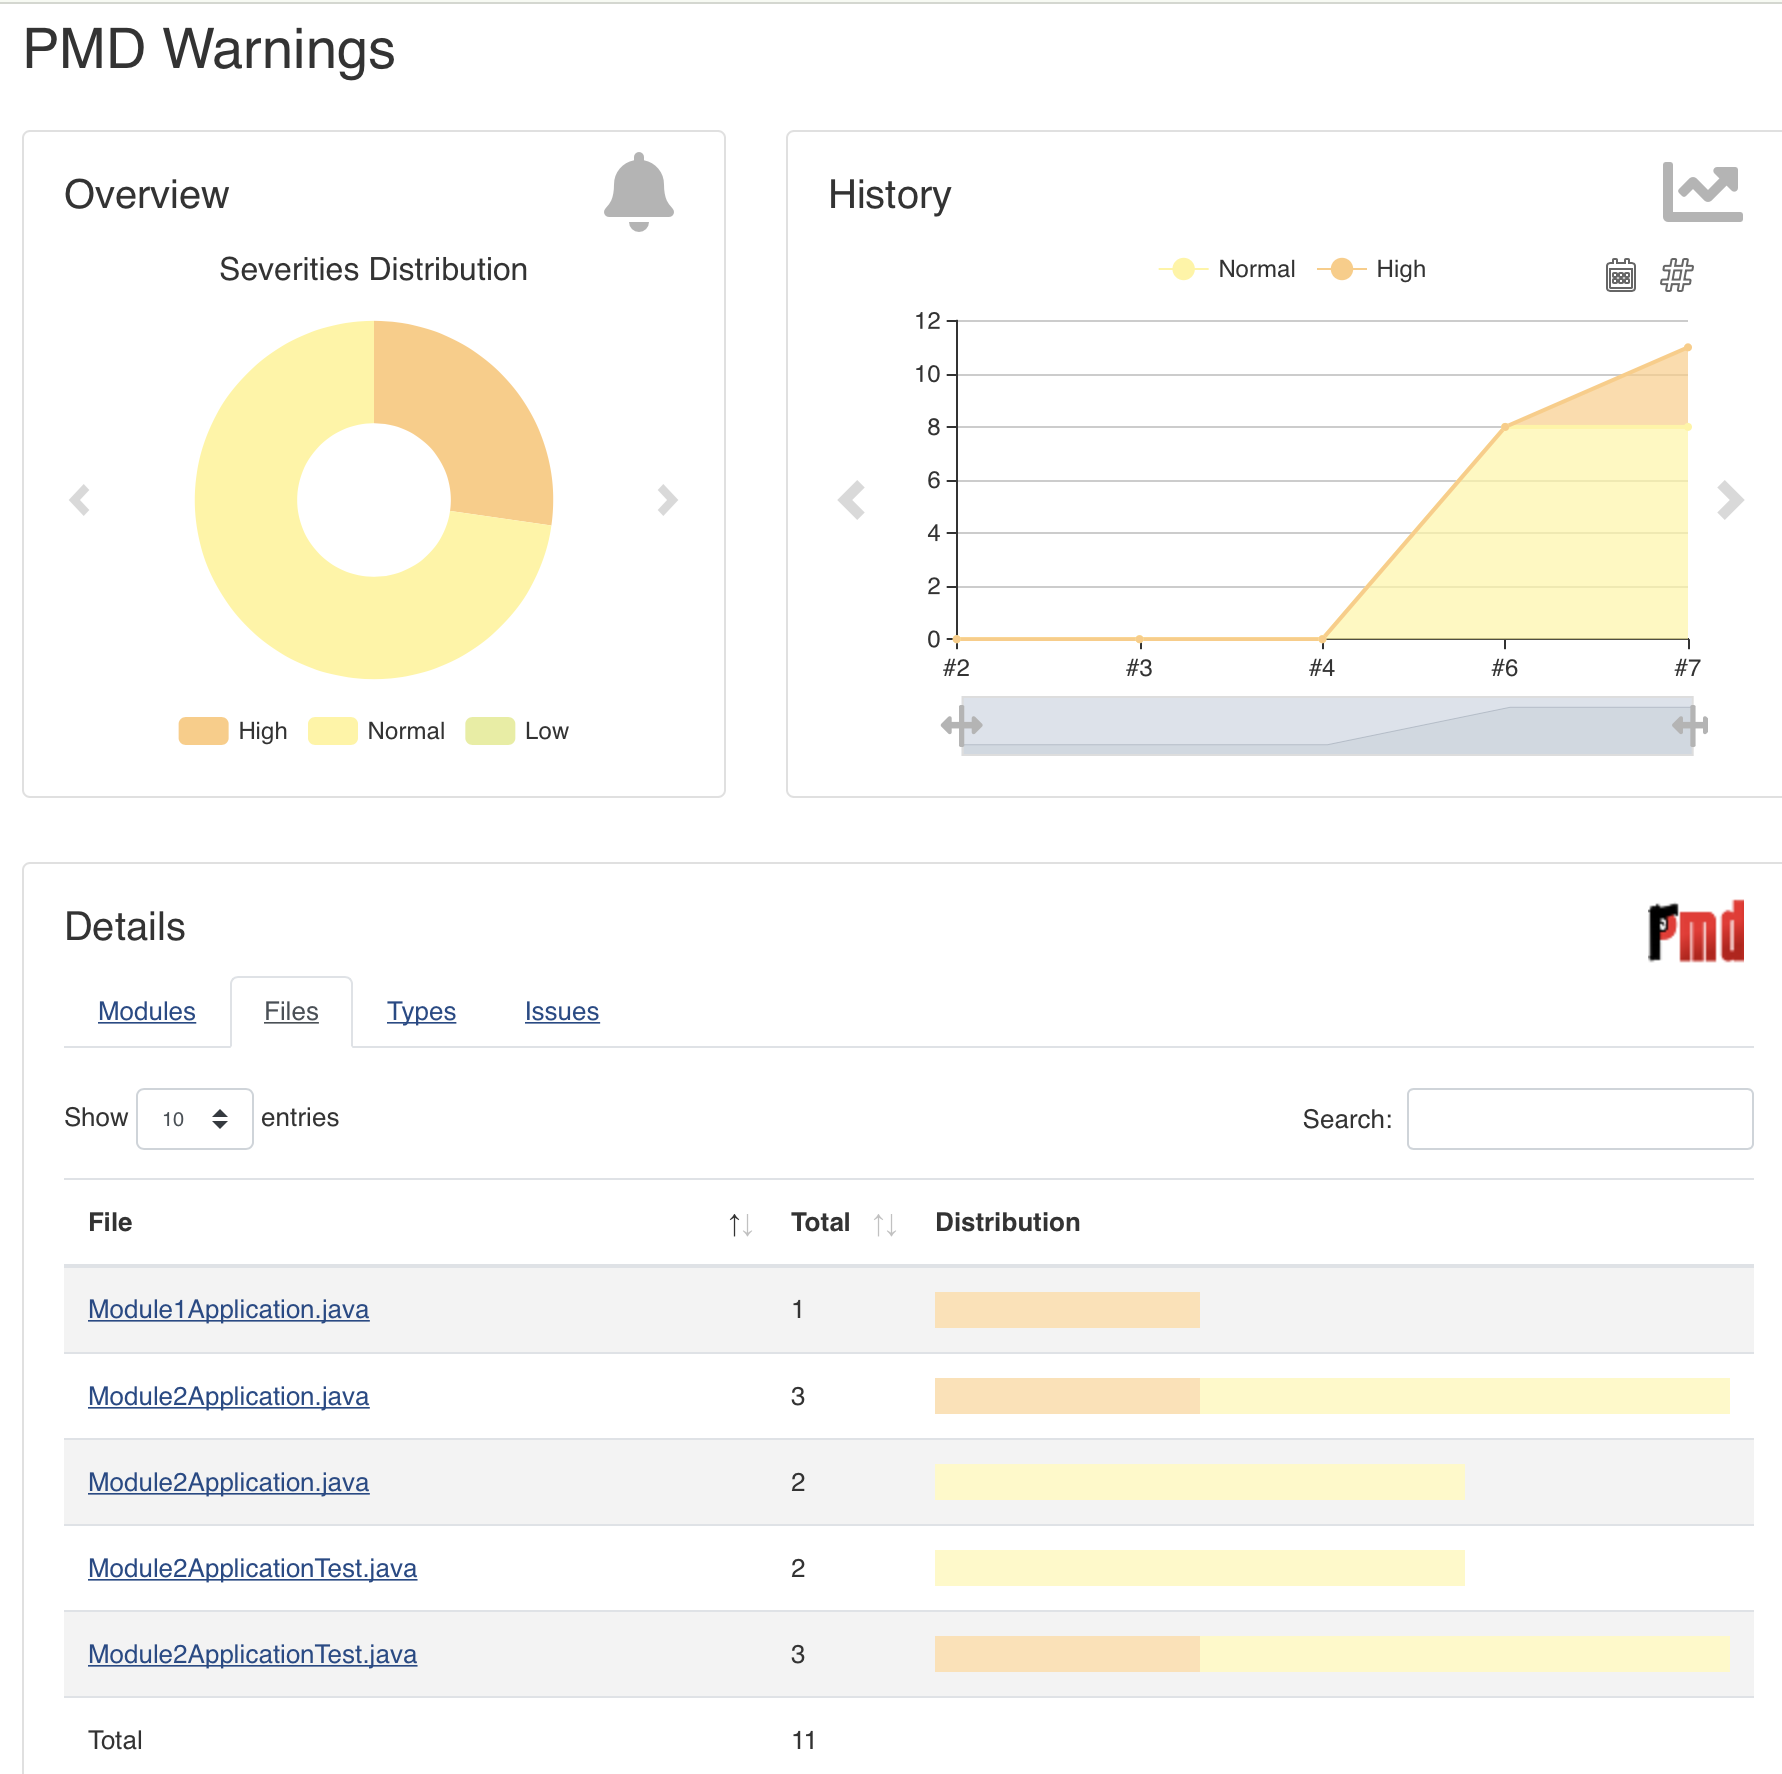 PMD Warnings
Overview
Severities Distribution
High Normal Low
History
Normal High
12
10
8
6
4
2
0
#2 #3 #4 #6 #7
Details
pmd
Modules Files Types Issues
Show 10 entries Search:
File Total Distribution
Module1Application.java 1
Module2Application.java 3
Module2Application.java 2
Module2ApplicationTest.java 2
Module2ApplicationTest.java 3
Total 11